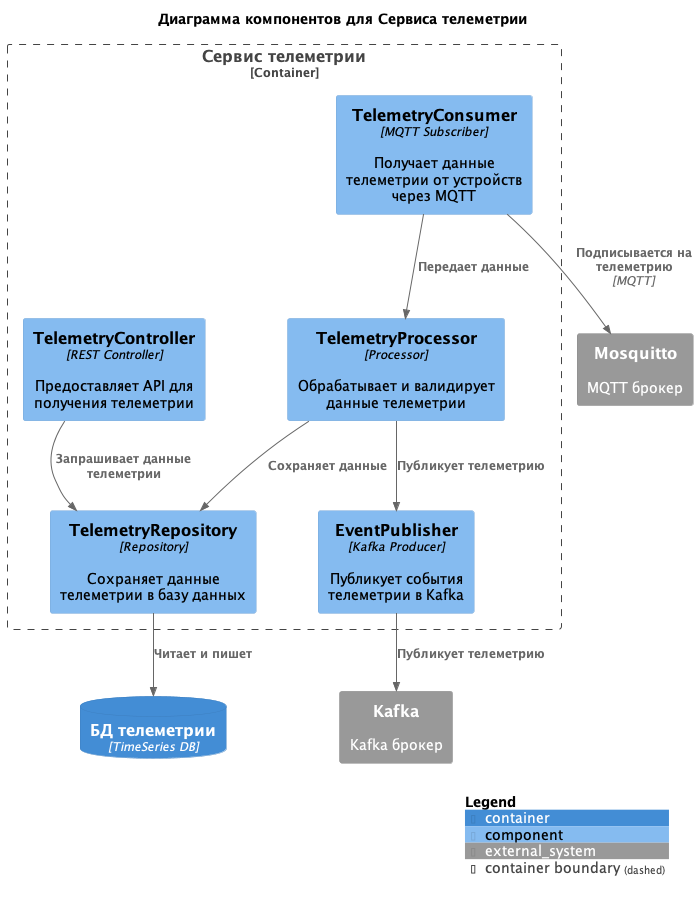 Диаграмма компонентов для Сервиса телеметрии
Сервис телеметрии
[Container]
TelemetryConsumer
[MQTT Subscriber]
Получает данные
телеметрии от устройств
через MQTT
Передает данные
Подписывается на
телеметрию
[MQTT]
TelemetryController
[REST Controller]
Предоставляет API для
получения телеметрии
TelemetryProcessor
[Processor]
Обрабатывает и валидирует
данные телеметрии
Mosquitto
MQTT брокер
Запрашивает данные
телеметрии
Сохраняет данные
Публикует телеметрию
TelemetryRepository
[Repository]
Сохраняет данные
телеметрии в базу данных
EventPublisher
[Kafka Producer]
Публикует события
телеметрии в Kafka
Читает и пишет
Публикует телеметрию
БД телеметрии
[TimeSeries DB]
Kafka
Kafka брокер
Legend
container
component
external_system
container boundary (dashed)